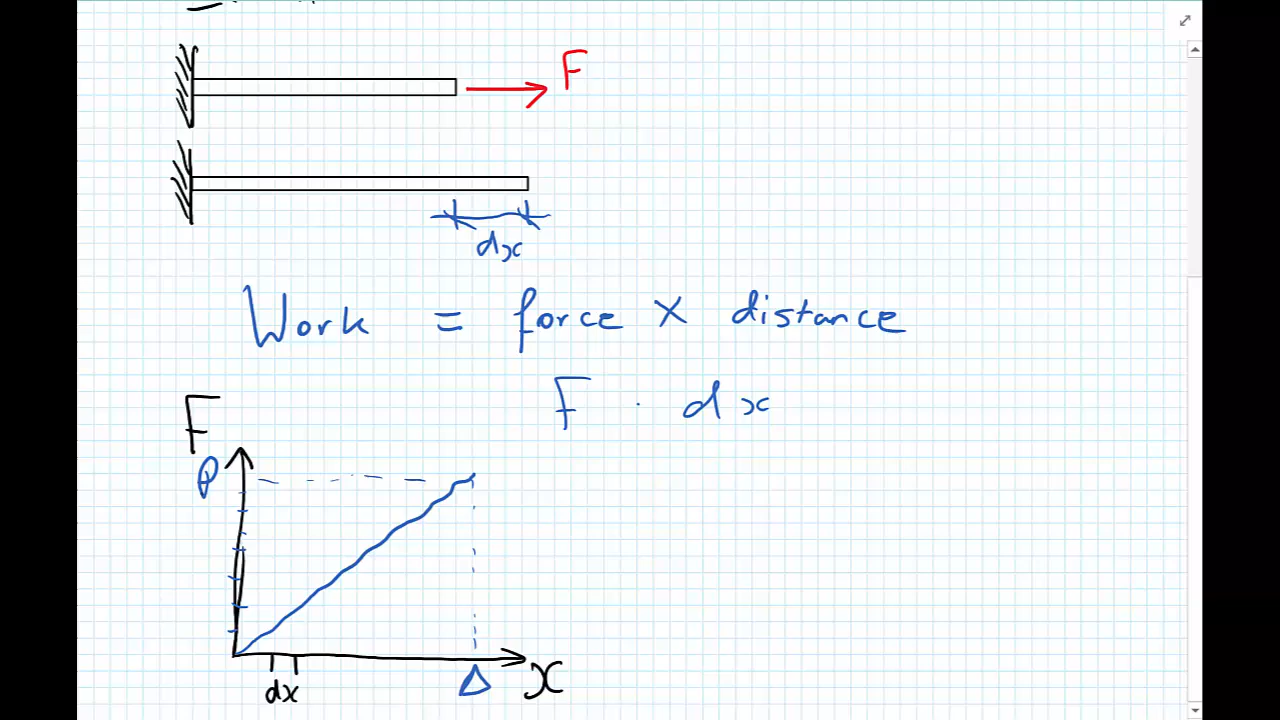 F
dx
Work = force × distance
F · dx
F
P
dx
Δ
x